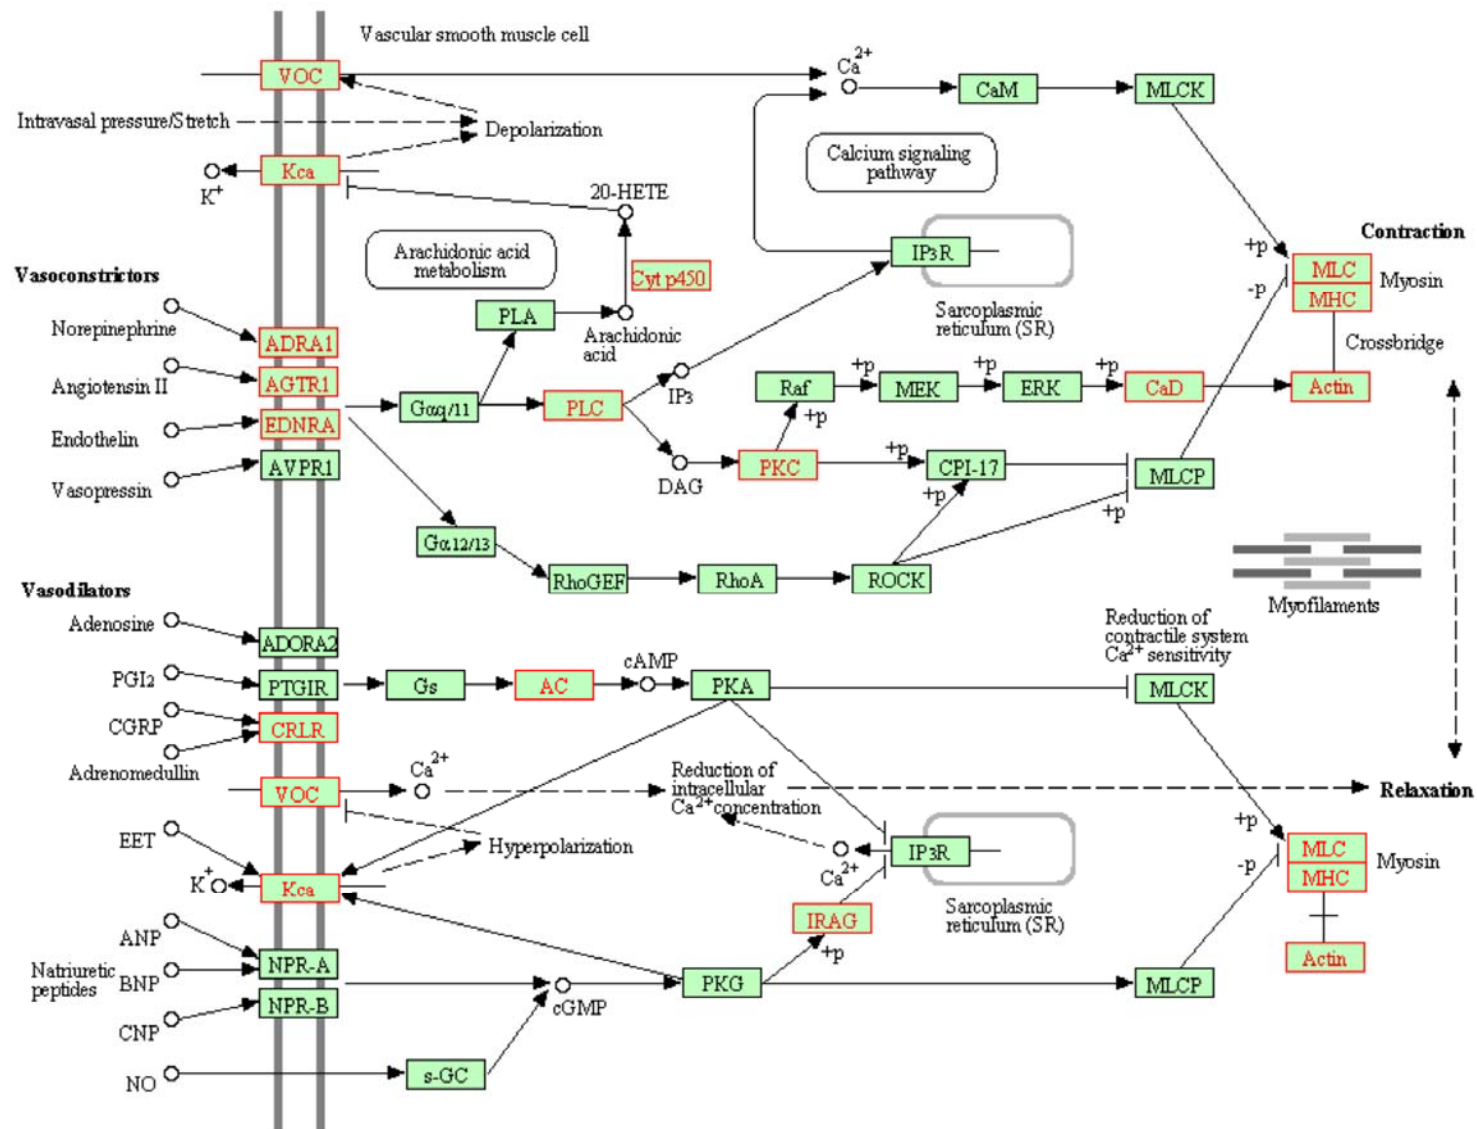 Vascular smooth muscle cell
VOC
Ca2+
CaM
MLCK
Intravasal pressure/Stretch
Depolarization
Calcium signaling
pathway
Kca
K+
20-HETE
Arachidonic acid
metabolism
IP3R
Contraction
+p
-p
MLC
MHC
Myosin
Vasoconstrictors
Cyt p450
PLA
Arachidonic
acid
Sarcoplasmic
reticulum (SR)
Norepinephrine
ADRA1
Crossbridge
Angiotensin II
AGTR1
Gαq/11
PLC
IP3
Raf
+p
MEK
+p
ERK
+p
CaD
Actin
+p
Endothelin
EDNRA
AVPR1
Vasopressin
DAG
PKC
+p
CPI-17
MLCP
+p
+p
Gα12/13
RhoGEF
RhoA
ROCK
Myofilaments
Vasodilators
Adenosine
ADORA2
Reduction of
contractile system
Ca2+ sensitivity
PGI2
PTGIR
Gs
AC
cAMP
PKA
MLCK
CGRP
CRLR
Adrenomedullin
VOC
Ca2+
Reduction of
intracellular
Ca2+ concentration
Relaxation
EET
Hyperpolarization
Ca2+
IP3R
+p
-p
MLC
MHC
Myosin
K+
Kca
IRAG
+p
Sarcoplasmic
reticulum (SR)
Actin
ANP
NPR-A
Natriuretic
peptides
BNP
NPR-B
CNP
cGMP
PKG
MLCP
NO
s-GC